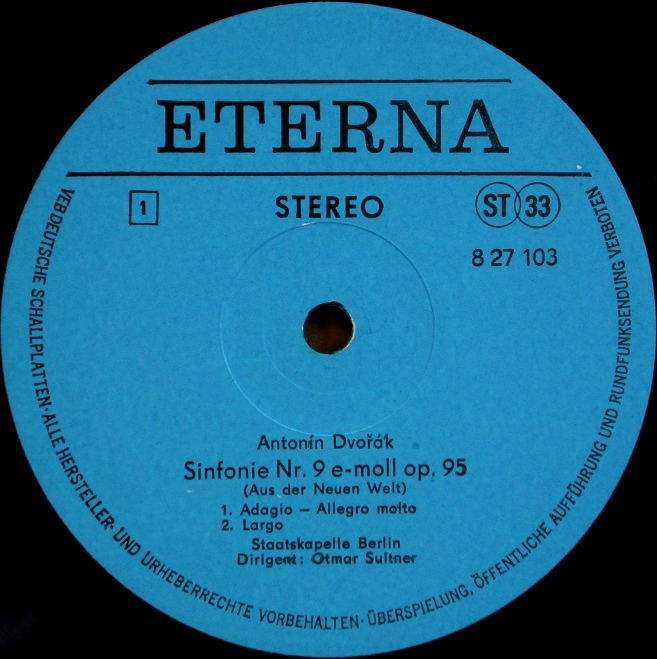 ETERNA
1
STEREO
ST 33
8 27 103
Antonín Dvořák
Sinfonie Nr. 9 e-moll op. 95
(Aus der Neuen Welt)
1. Adagio – Allegro molto
2. Largo
Staatskapelle Berlin
Dirigent: Otmar Suitner
VEB DEUTSCHE SCHALLPLATTEN · ALLE HERSTELLER- UND URHEBERRECHTE VORBEHALTEN · ÜBERSPIELUNG, ÖFFENTLICHE AUFFÜHRUNG UND RUNDFUNKSENDUNG VERBOTEN